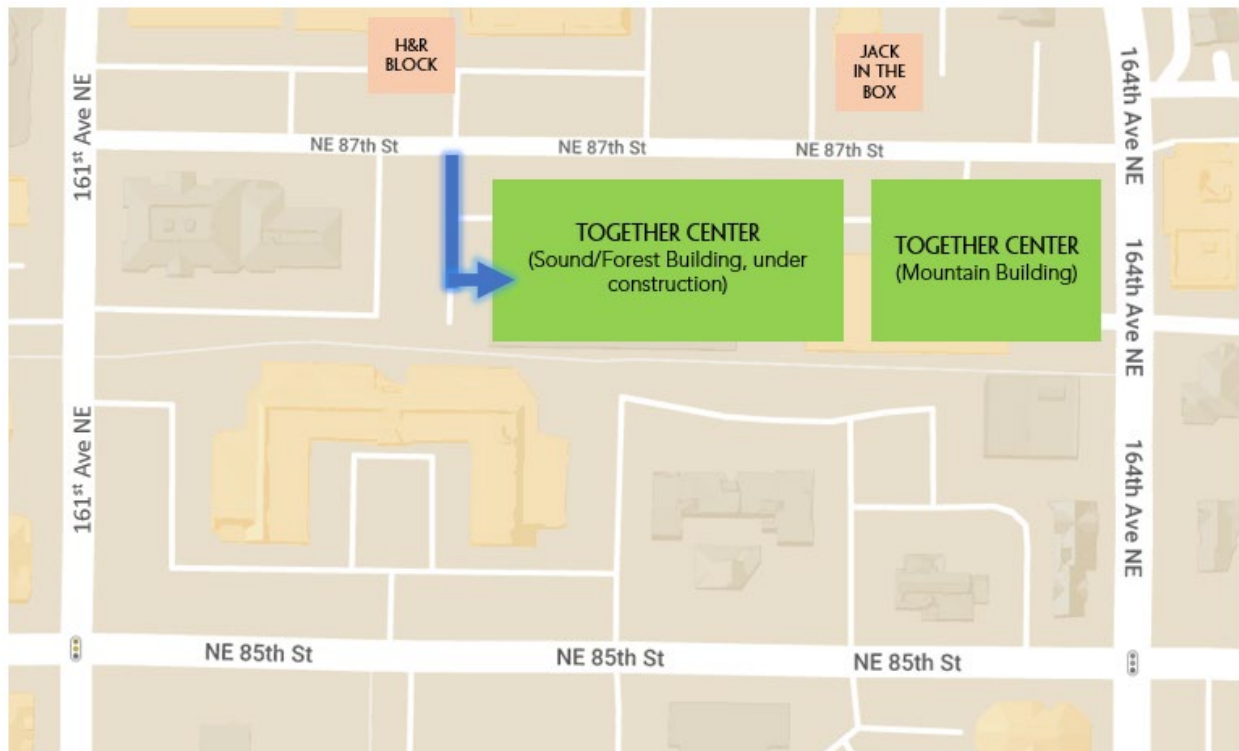 H&R
BLOCK
JACK
IN THE
BOX
161st Ave NE
164th Ave NE
NE 87th St
NE 87th St
NE 87th St
TOGETHER CENTER
(Sound/Forest Building, under
construction)
TOGETHER CENTER
(Mountain Building)
164th Ave NE
161st Ave NE
164th Ave NE
NE 85th St
NE 85th St
NE 85th St